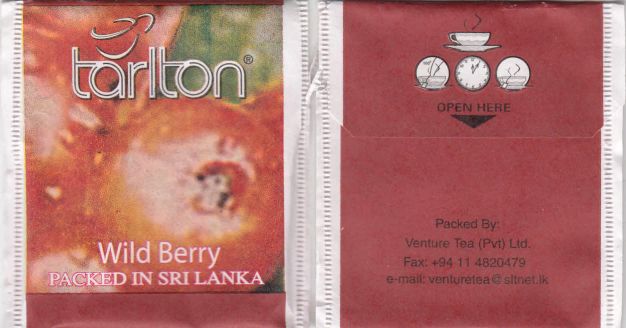 tarlton®
Wild Berry
PACKED IN SRI LANKA
OPEN HERE
Packed By:
Venture Tea (Pvt) Ltd.
Fax: +94 11 4820479
e-mail: venturetea@sltnet.lk